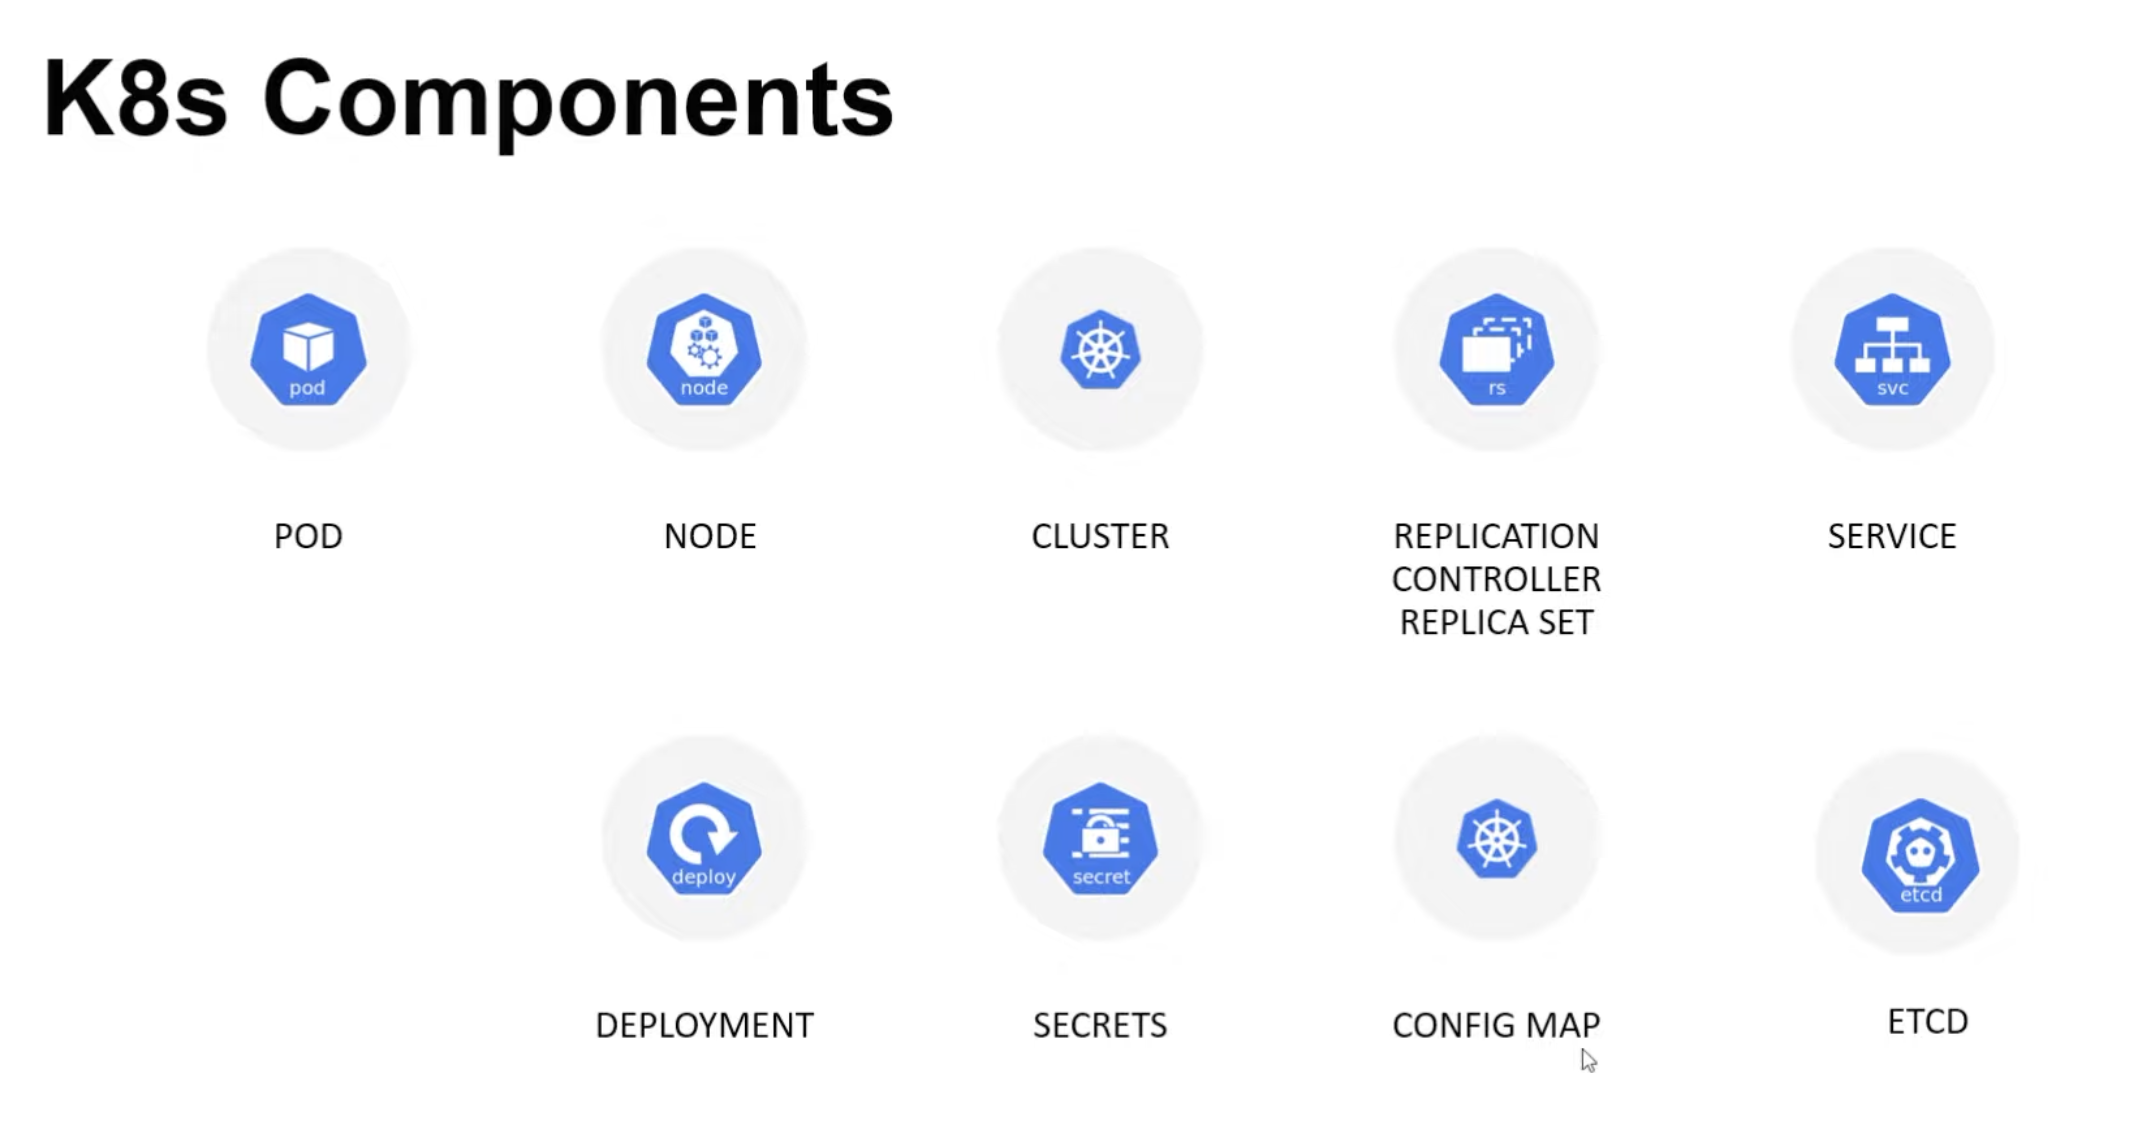 K8s Components
pod
node
rs
svc
POD
NODE
CLUSTER
REPLICATION
CONTROLLER
REPLICA SET
SERVICE
deploy
secret
etcd
DEPLOYMENT
SECRETS
CONFIG MAP
ETCD